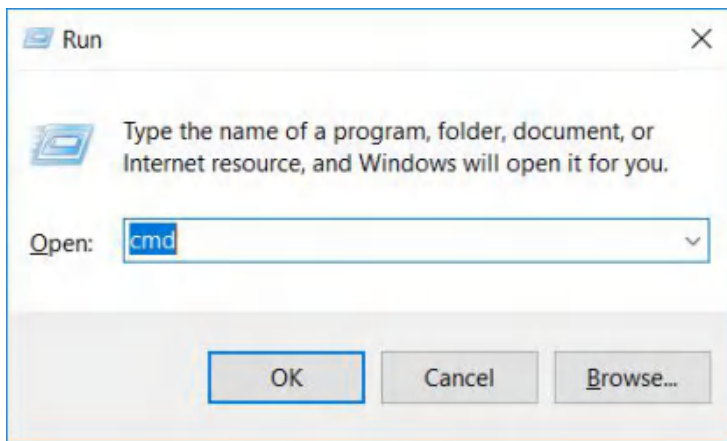 Run
Type the name of a program, folder, document, or
Internet resource, and Windows will open it for you.
Open: cmd
OK Cancel Browse...